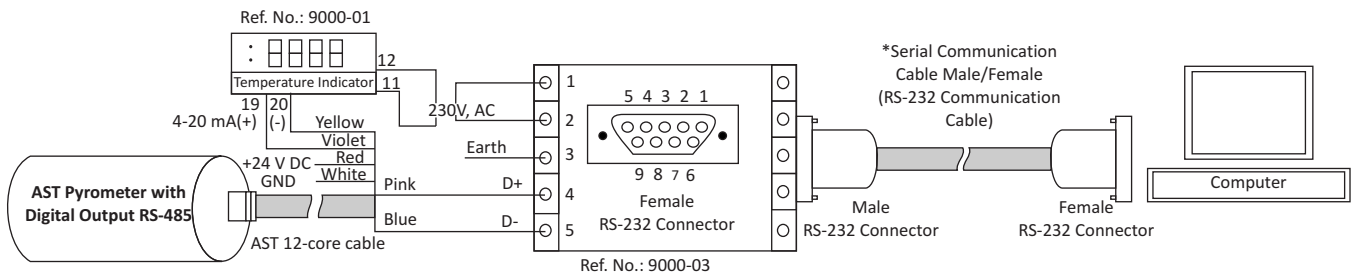 Ref. No.: 9000-01
Temperature Indicator
12
11
19 20
4-20 mA(+) (-)
Yellow
Violet
+24 V DC Red
GND White
Pink
Blue
AST Pyrometer with
Digital Output RS-485
AST 12-core cable
230V, AC
Earth
D+
D-
1
2
3
4
5
5 4 3 2 1
9 8 7 6
Female
RS-232 Connector
Ref. No.: 9000-03
*Serial Communication
Cable Male/Female
(RS-232 Communication
Cable)
Male
RS-232 Connector
Female
RS-232 Connector
Computer